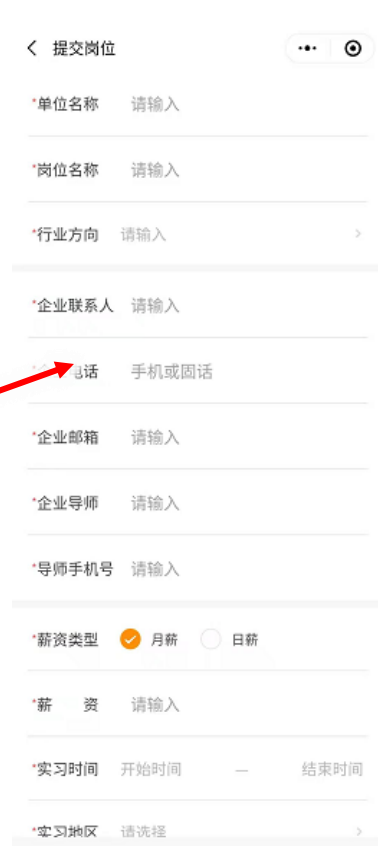 提交岗位
*单位名称 请输入
*岗位名称 请输入
*行业方向 请输入
*企业联系人 请输入
电话 手机或固话
*企业邮箱 请输入
*企业导师 请输入
*导师手机号 请输入
*薪资类型 月薪 日薪
*薪 资 请输入
*实习时间 开始时间 — 结束时间
*实习地区 请选择